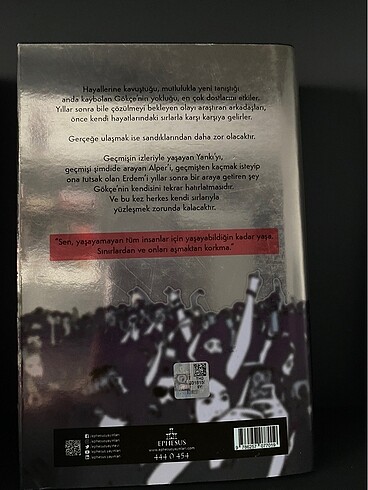 Hayallerine kavuştuğu, mutlulukla yeni tanıştığı
anda kaybolan Gökçe'nin yokluğu, en çok dostlarını etkiler.
Yıllar sonra bile çözülmeyi bekleyen olayı araştıran arkadaşları,
önce kendi hayatlarındaki sırlarla karşı karşıya gelirler.
Gerçeğe ulaşmak ise sandıklarından daha zor olacaktır.
Geçmişin izleriyle yaşayan Yankı'yı,
geçmişi şimdide arayan Alper'i, geçmişten kaçmak isteyip
ona tutsak olan Erdem'i yıllar sonra bir araya getiren şey
Gökçe'nin kendisini tekrar hatırlatmasıdır.
Ve bu kez herkes kendi sırlarıyla
yüzleşmek zorunda kalacaktır.
"Sen, yaşayamayan tüm insanlar için yaşayabildiğin kadar yaşa.
Sınırlardan ve onları aşmaktan korkma."
EPHESUS
www.ephesusyayinlari.com
444 0 454